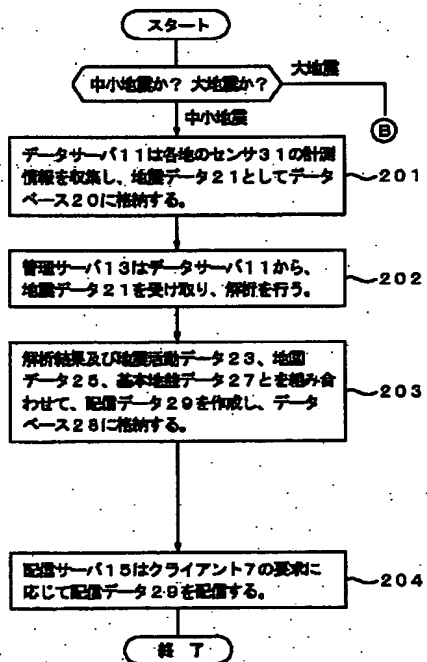 スタート
中小地震か? 大地震か?
大地震
中小地震
B
データサーバ11は各地のセンサ31の計測
情報を収集し、地震データ21としてデータ
ベース20に格納する。
201
管理サーバ13はデータサーバ11から、
地震データ21を受け取り、解析を行う。
202
解析結果及び地震活動データ23、地図
データ25、基本地盤データ27とを組み合
わせて、配信データ29を作成し、データ
ベース28に格納する。
203
配信サーバ15はクライアント7の要求に
応じて配信データ29を配信する。
204
終了